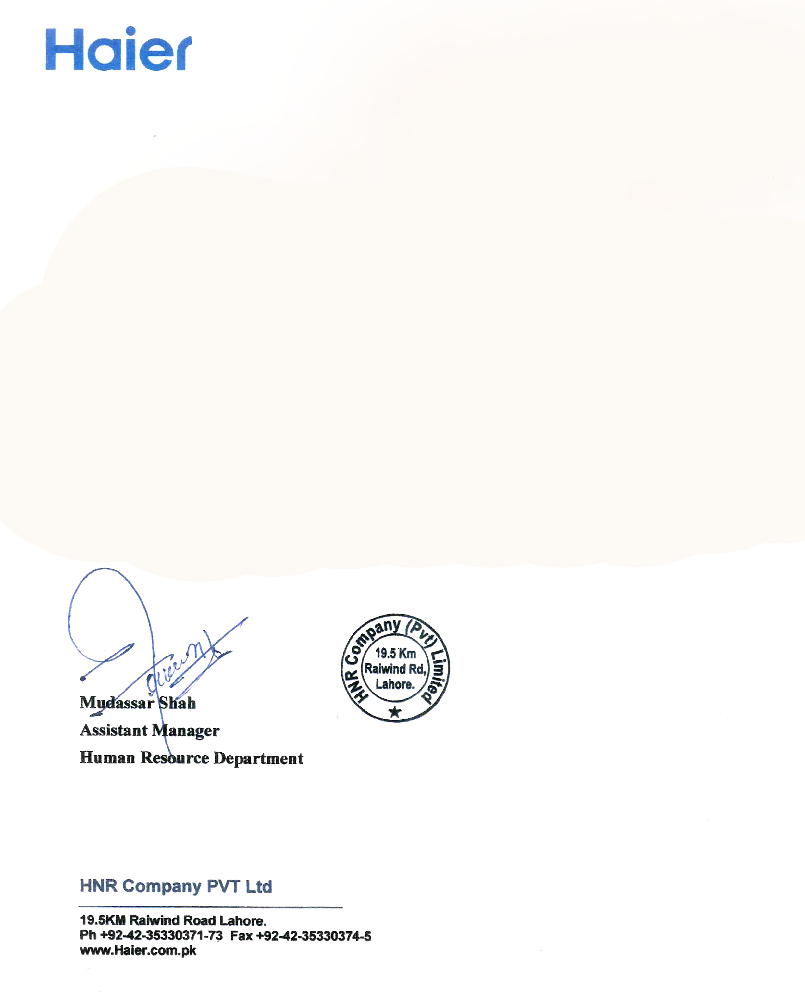 Haier
HNR Company (Pvt) Limited
19.5 Km
Raiwind Rd,
Lahore.
Mudassar Shah
Assistant Manager
Human Resource Department
HNR Company PVT Ltd
19.5KM Raiwind Road Lahore.
Ph +92-42-35330371-73 Fax +92-42-35330374-5
www.Haier.com.pk